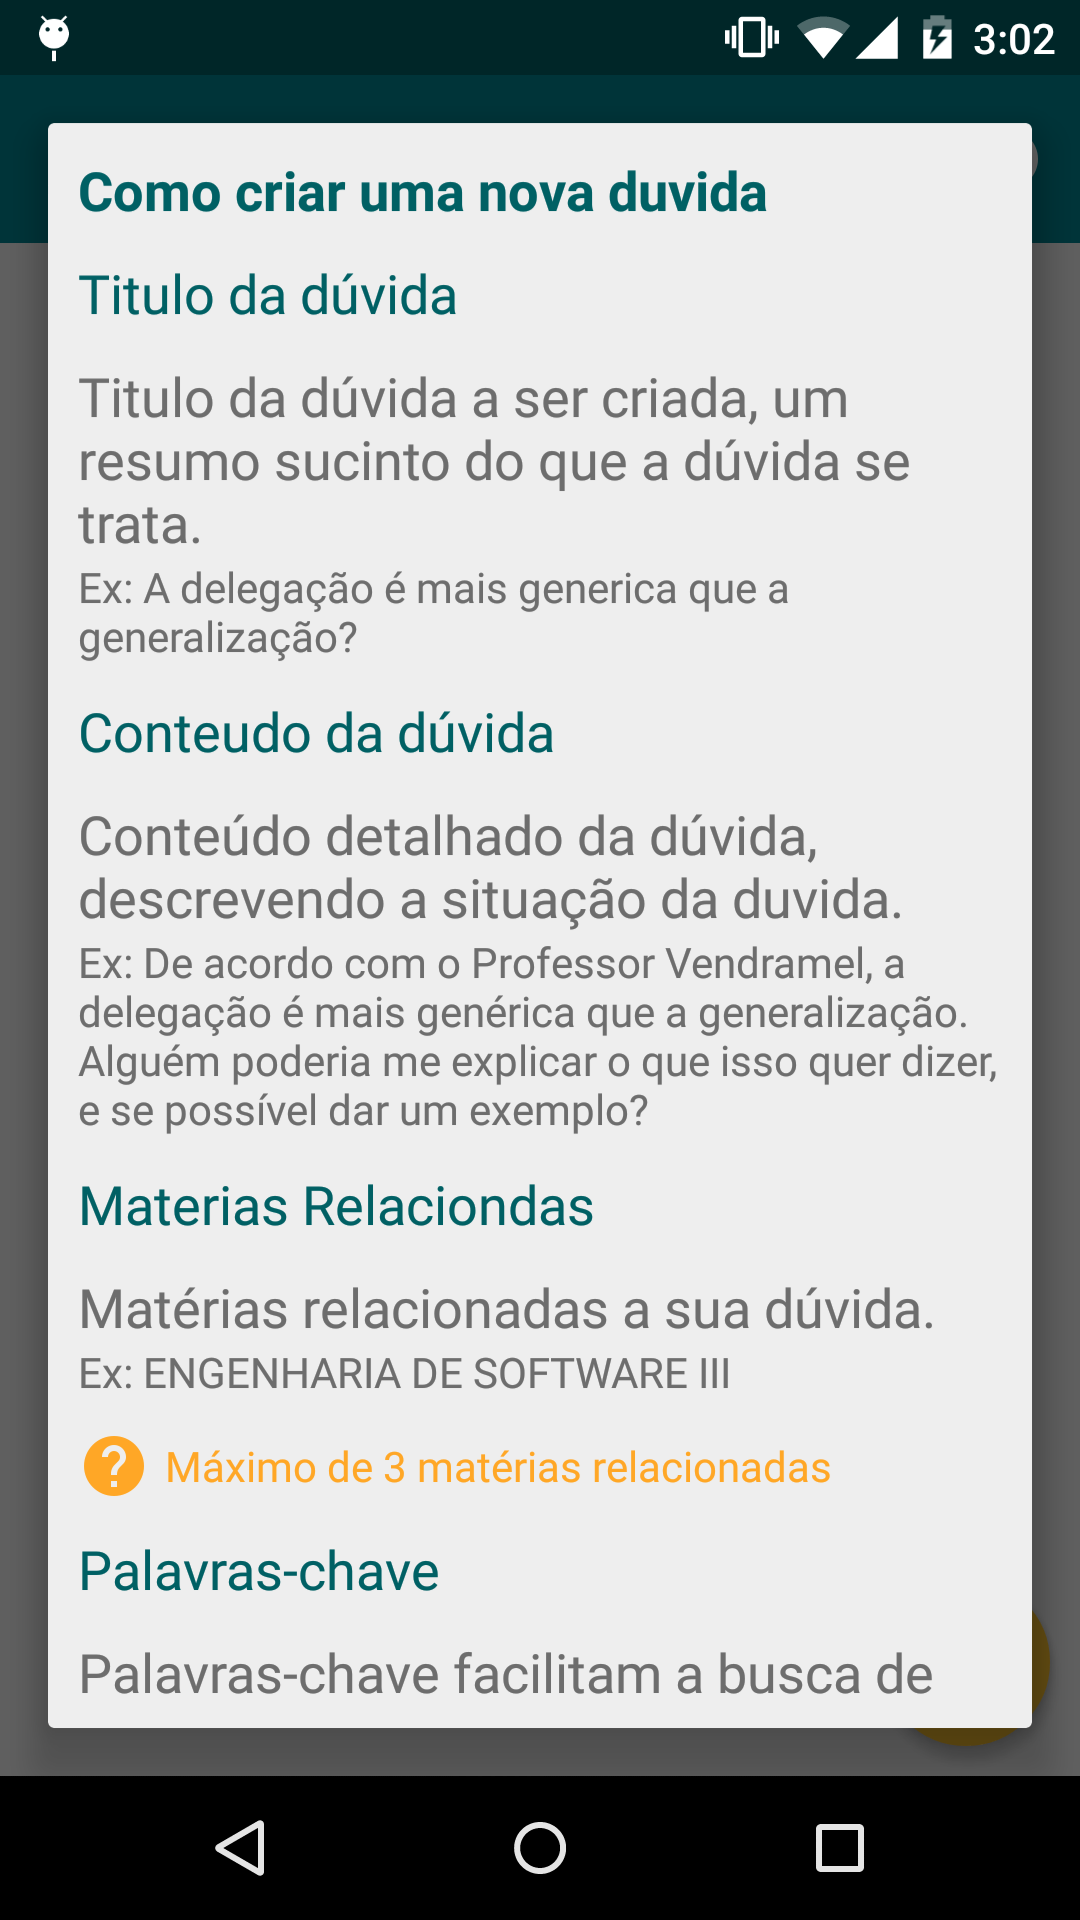 3:02
Como criar uma nova duvida
Titulo da dúvida
Titulo da dúvida a ser criada, um
resumo sucinto do que a dúvida se
trata.
Ex: A delegação é mais generica que a
generalização?
Conteudo da dúvida
Conteúdo detalhado da dúvida,
descrevendo a situação da duvida.
Ex: De acordo com o Professor Vendramel, a
delegação é mais genérica que a generalização.
Alguém poderia me explicar o que isso quer dizer,
e se possível dar um exemplo?
Materias Relaciondas
Matérias relacionadas a sua dúvida.
Ex: ENGENHARIA DE SOFTWARE III
? Máximo de 3 matérias relacionadas
Palavras-chave
Palavras-chave facilitam a busca de